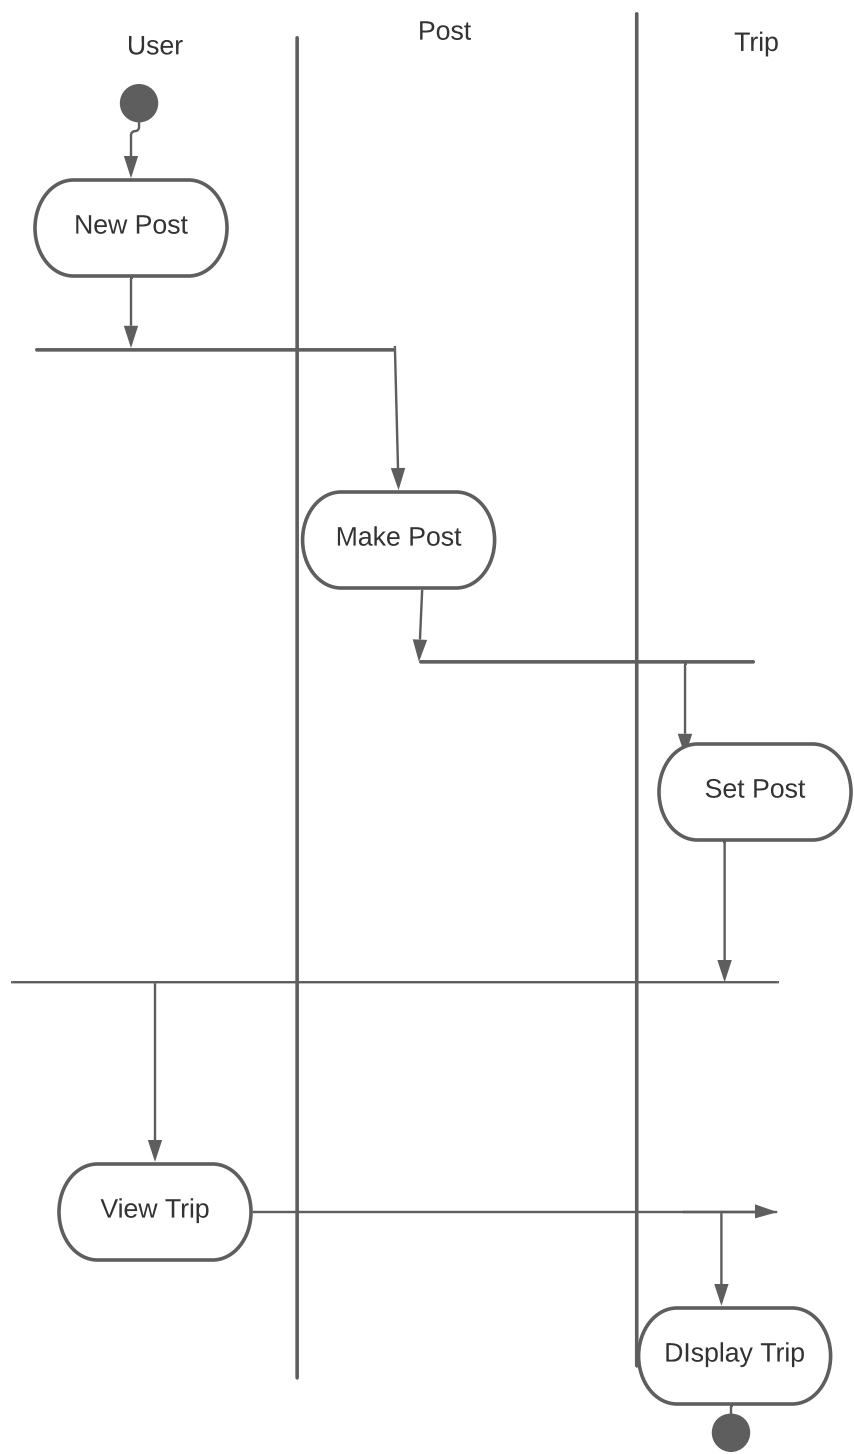 User
Post
Trip
New Post
Make Post
Set Post
View Trip
DIsplay Trip